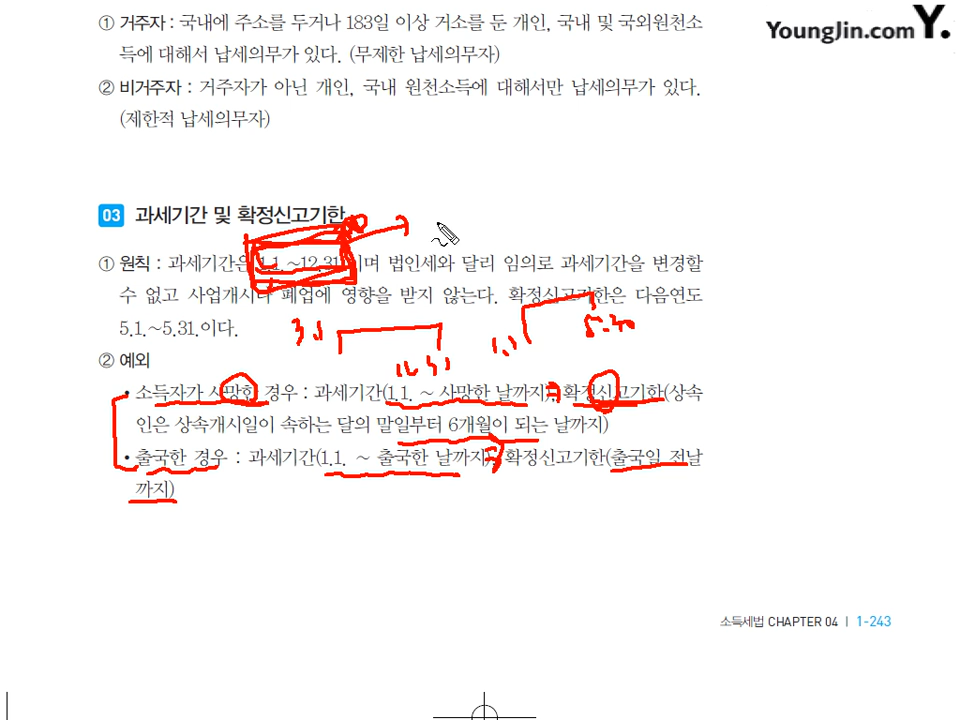 YoungJin.com Y.
① 거주자 : 국내에 주소를 두거나 183일 이상 거소를 둔 개인, 국내 및 국외원천소
득에 대해서 납세의무가 있다. (무제한 납세의무자)
② 비거주자 : 거주자가 아닌 개인, 국내 원천소득에 대해서만 납세의무가 있다.
(제한적 납세의무자)
03 과세기간 및 확정신고기한
① 원칙 : 과세기간은 1.1.~12.31.이며 법인세와 달리 임의로 과세기간을 변경할
수 없고 사업개시나 폐업에 영향을 받지 않는다. 확정신고기한은 다음연도
5.1.~5.31.이다.
② 예외
• 소득자가 사망한 경우 : 과세기간(1.1. ~ 사망한 날까지), 확정신고기한(상속
인은 상속개시일이 속하는 달의 말일부터 6개월이 되는 날까지)
• 출국한 경우 : 과세기간(1.1. ~ 출국한 날까지), 확정신고기한(출국일 전날
까지)
소득세법 CHAPTER 04 | 1-243